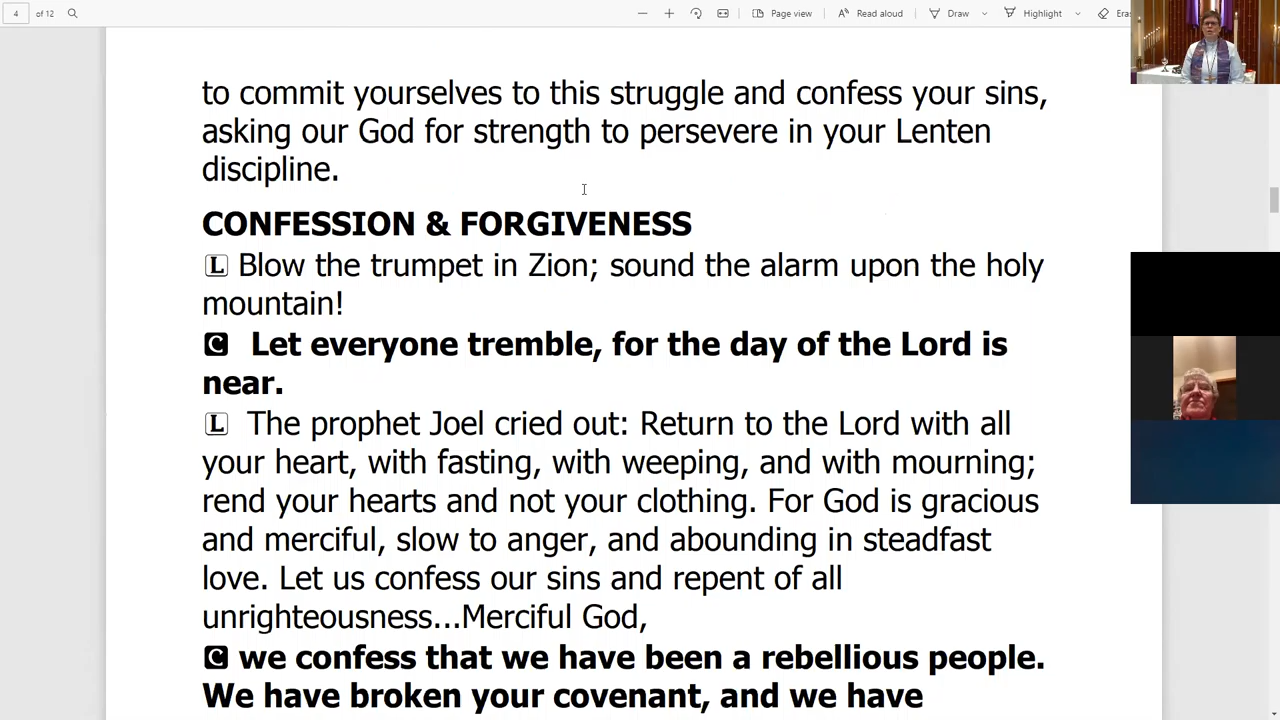 4 of 12 Page view Read aloud Draw Highlight
to commit yourselves to this struggle and confess your sins,
asking our God for strength to persevere in your Lenten
discipline.
CONFESSION & FORGIVENESS
L Blow the trumpet in Zion; sound the alarm upon the holy
mountain!
C Let everyone tremble, for the day of the Lord is
near.
L The prophet Joel cried out: Return to the Lord with all
your heart, with fasting, with weeping, and with mourning;
rend your hearts and not your clothing. For God is gracious
and merciful, slow to anger, and abounding in steadfast
love. Let us confess our sins and repent of all
unrighteousness...Merciful God,
C we confess that we have been a rebellious people.
We have broken your covenant, and we have